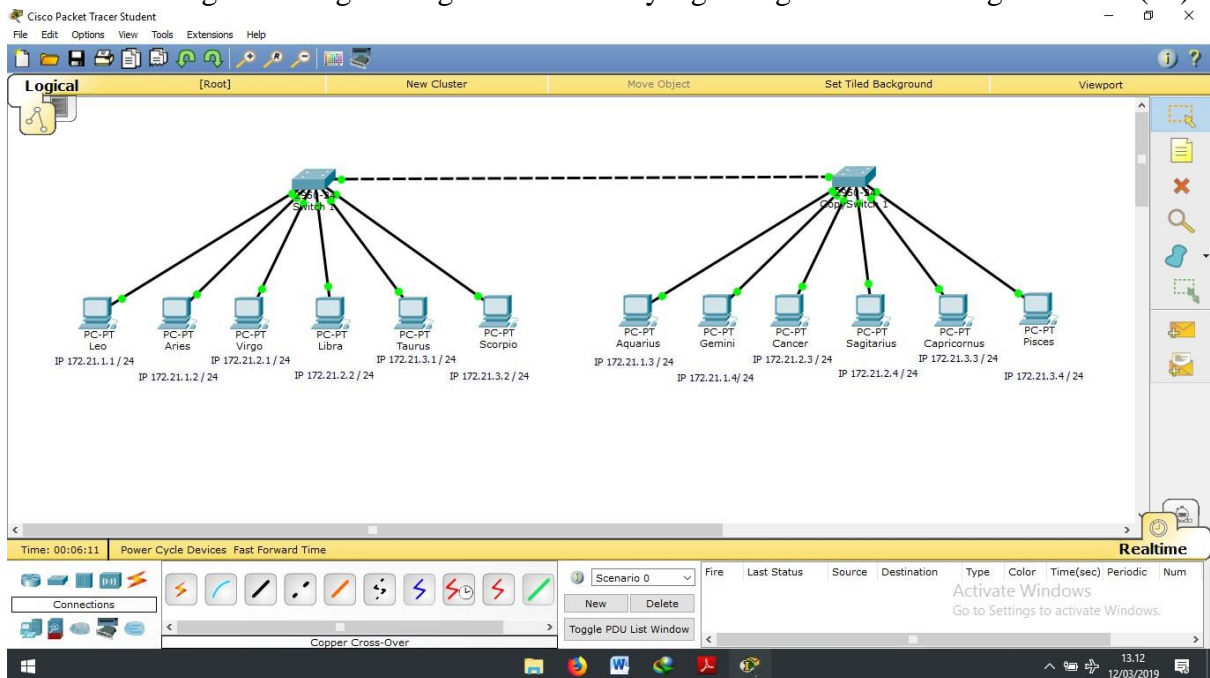 Cisco Packet Tracer Student
File Edit Options View Tools Extensions Help
Logical [Root] New Cluster Move Object Set Tiled Background Viewport
2950-24
Switch 1
2950-24
CopySwitch 1
PC-PT
Leo
IP 172.21.1.1 / 24
PC-PT
Aries
IP 172.21.1.2 / 24
PC-PT
Virgo
IP 172.21.2.1 / 24
PC-PT
Libra
IP 172.21.2.2 / 24
PC-PT
Taurus
IP 172.21.3.1 / 24
PC-PT
Scorpio
IP 172.21.3.2 / 24
PC-PT
Aquarius
IP 172.21.1.3 / 24
PC-PT
Gemini
IP 172.21.1.4/ 24
PC-PT
Cancer
IP 172.21.2.3 / 24
PC-PT
Sagitarius
IP 172.21.2.4 / 24
PC-PT
Capricornus
IP 172.21.3.3 / 24
PC-PT
Pisces
IP 172.21.3.4 / 24
Time: 00:06:11 Power Cycle Devices Fast Forward Time Realtime
Connections
Copper Cross-Over
Scenario 0
New Delete
Toggle PDU List Window
Fire Last Status Source Destination Type Color Time(sec) Periodic Num
Activate Windows
Go to Settings to activate Windows.
13.12
12/03/2019